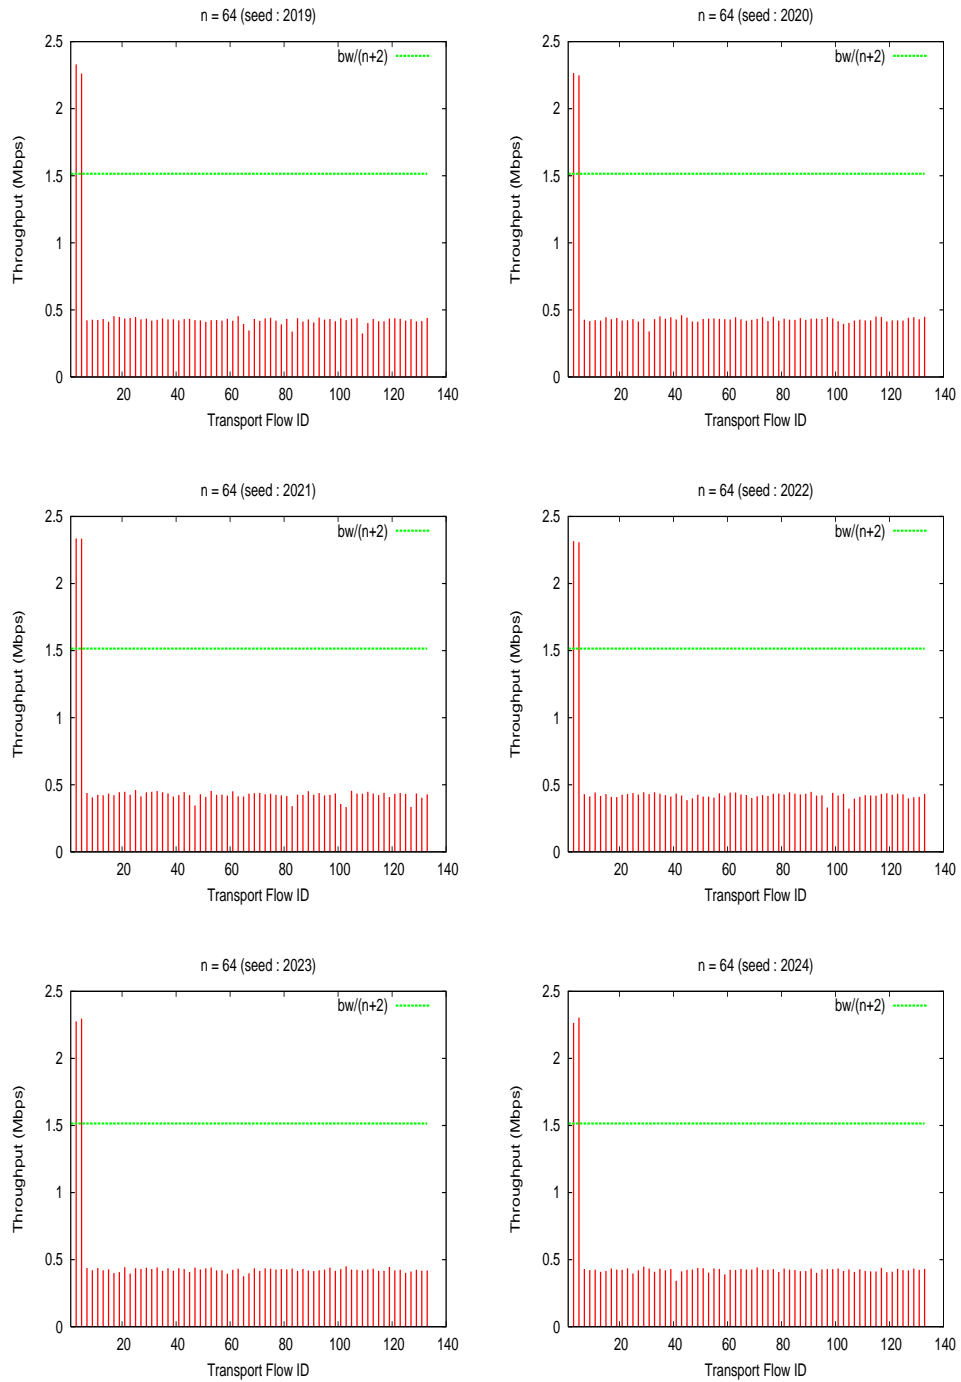 n = 64 (seed : 2019)
2.5
2
1.5
1
0.5
0
bw/(n+2)
Throughput (Mbps)
20 40 60 80 100 120 140
Transport Flow ID
n = 64 (seed : 2020)
2.5
2
1.5
1
0.5
0
bw/(n+2)
Throughput (Mbps)
20 40 60 80 100 120 140
Transport Flow ID
n = 64 (seed : 2021)
2.5
2
1.5
1
0.5
0
bw/(n+2)
Throughput (Mbps)
20 40 60 80 100 120 140
Transport Flow ID
n = 64 (seed : 2022)
2.5
2
1.5
1
0.5
0
bw/(n+2)
Throughput (Mbps)
20 40 60 80 100 120 140
Transport Flow ID
n = 64 (seed : 2023)
2.5
2
1.5
1
0.5
0
bw/(n+2)
Throughput (Mbps)
20 40 60 80 100 120 140
Transport Flow ID
n = 64 (seed : 2024)
2.5
2
1.5
1
0.5
0
bw/(n+2)
Throughput (Mbps)
20 40 60 80 100 120 140
Transport Flow ID